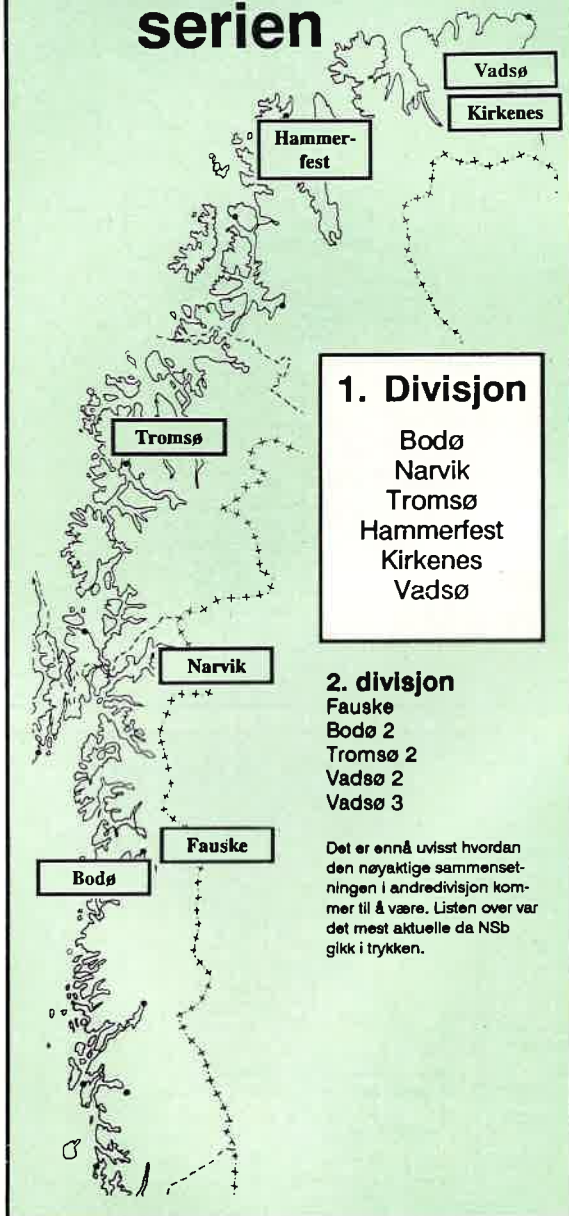 serien
Vadsø
Kirkenes
Hammer-
fest
Tromsø
Narvik
Fauske
Bodø
1. Divisjon
Bodø
Narvik
Tromsø
Hammerfest
Kirkenes
Vadsø
2. divisjon
Fauske
Bodø 2
Tromsø 2
Vadsø 2
Vadsø 3
Det er ennå uvisst hvordan
den nøyaktige sammenset-
ningen i andredivisjon kom-
mer til å være. Listen over var
det mest aktuelle da NSb
gikk i trykken.